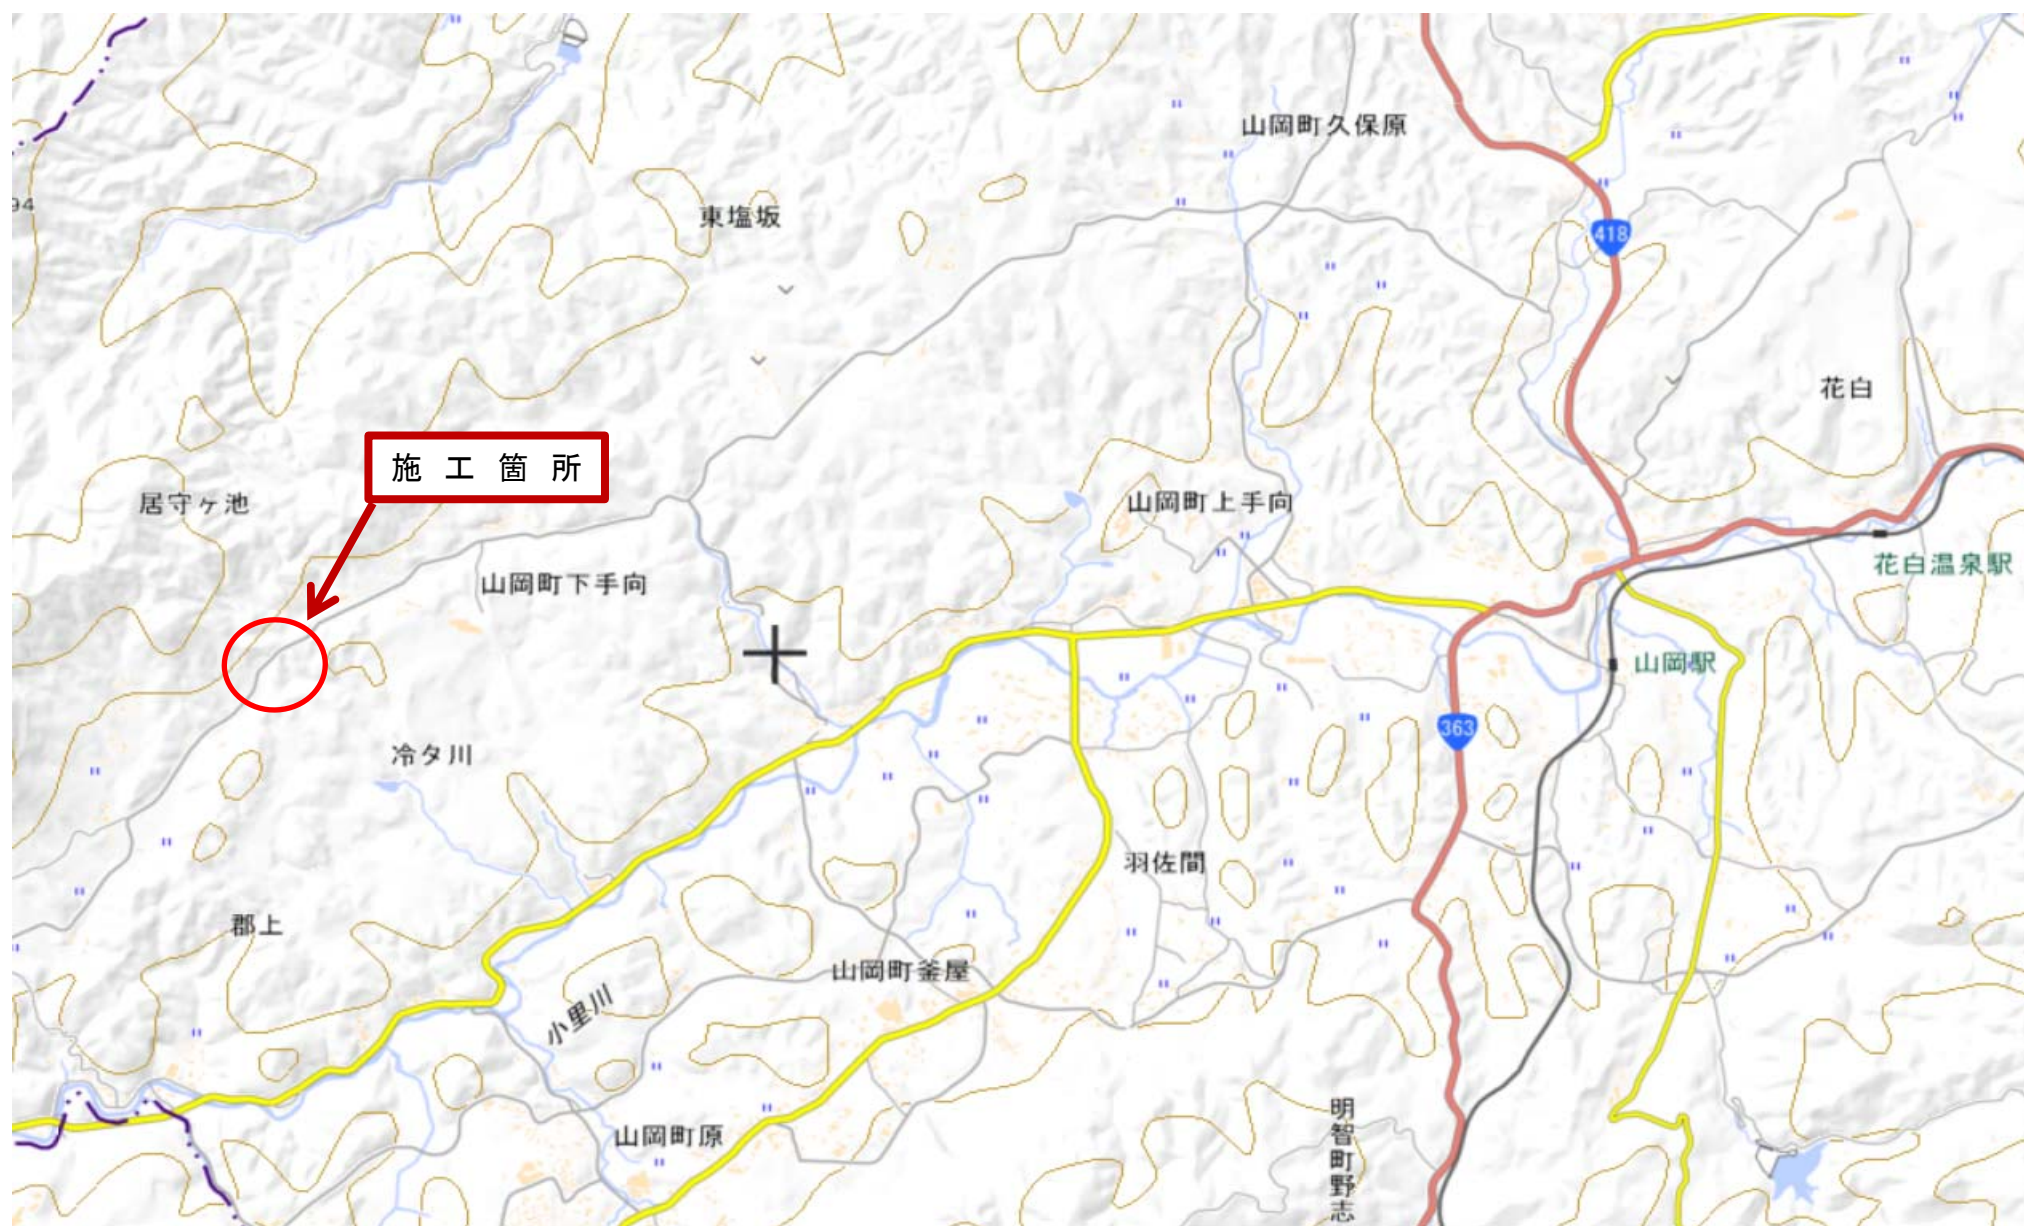 山岡町久保原
94
東塩坂
418
花白
施工箇所
居守ヶ池
山岡町上手向
花白温泉駅
山岡町下手向
山岡駅
363
冷タ川
羽佐間
郡上
山岡町釜屋
小里川
山岡町原
明智町野志